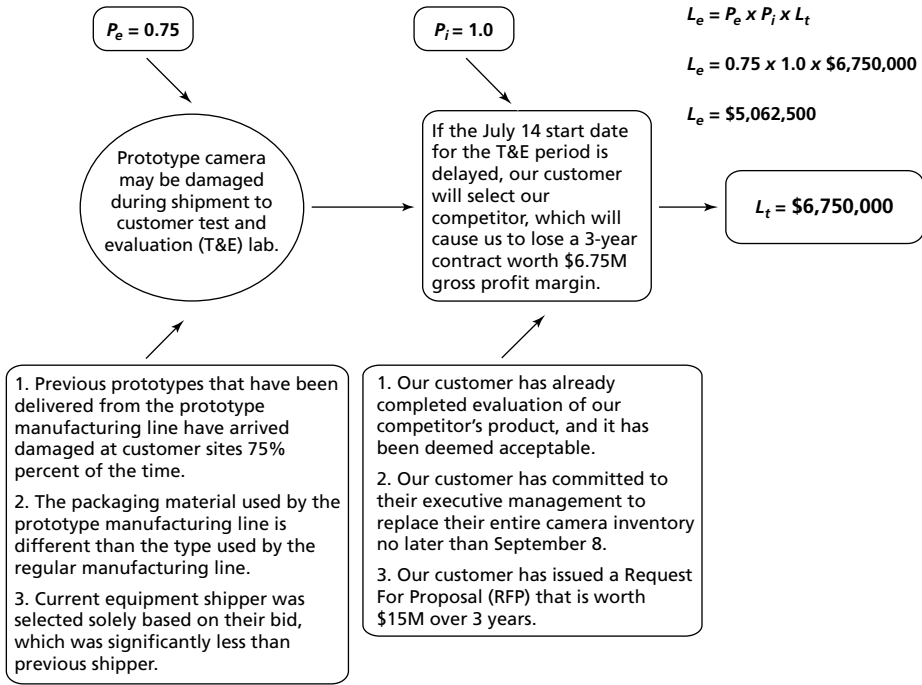 Pe = 0.75
Pi = 1.0
Le = Pe x Pi x Lt
Le = 0.75 x 1.0 x $6,750,000
Le = $5,062,500
Prototype camera
may be damaged
during shipment to
customer test and
evaluation (T&E) lab.
If the July 14 start date
for the T&E period is
delayed, our customer
will select our
competitor, which will
cause us to lose a 3-year
contract worth $6.75M
gross profit margin.
Lt = $6,750,000
1. Previous prototypes that have been
delivered from the prototype
manufacturing line have arrived
damaged at customer sites 75%
percent of the time.
2. The packaging material used by the
prototype manufacturing line is
different than the type used by the
regular manufacturing line.
3. Current equipment shipper was
selected solely based on their bid,
which was significantly less than
previous shipper.
1. Our customer has already
completed evaluation of our
competitor’s product, and it has
been deemed acceptable.
2. Our customer has committed to
their executive management to
replace their entire camera inventory
no later than September 8.
3. Our customer has issued a Request
For Proposal (RFP) that is worth
$15M over 3 years.